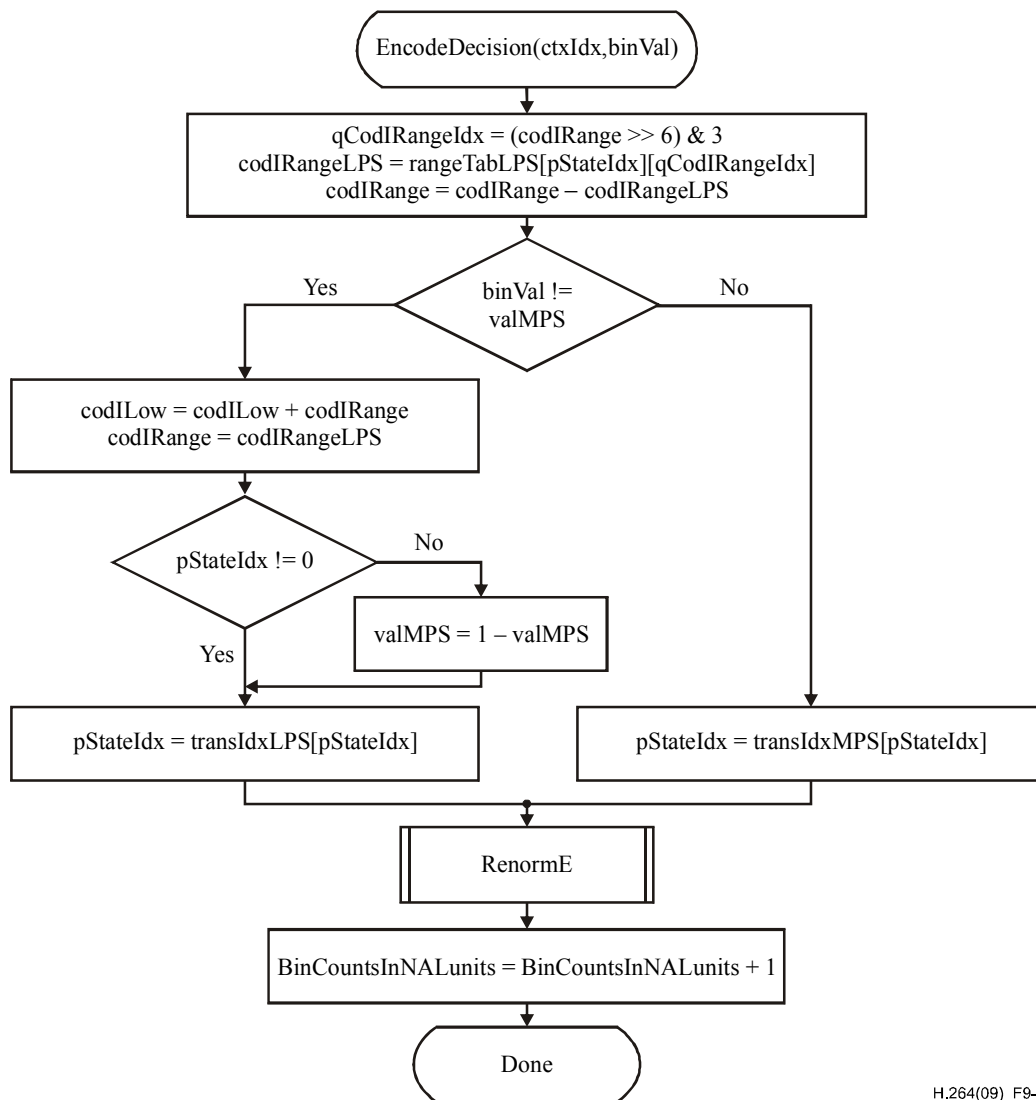 EncodeDecision(ctxIdx,binVal)
qCodIRangeIdx = (codIRange >> 6) & 3
codIRangeLPS = rangeTabLPS[pStateIdx][qCodIRangeIdx]
codIRange = codIRange – codIRangeLPS
Yes
binVal !=
valMPS
No
codILow = codILow + codIRange
codIRange = codIRangeLPS
pStateIdx != 0
No
valMPS = 1 – valMPS
Yes
pStateIdx = transIdxLPS[pStateIdx]
pStateIdx = transIdxMPS[pStateIdx]
RenormE
BinCountsInNALunits = BinCountsInNALunits + 1
Done
H.264(09)_F9-